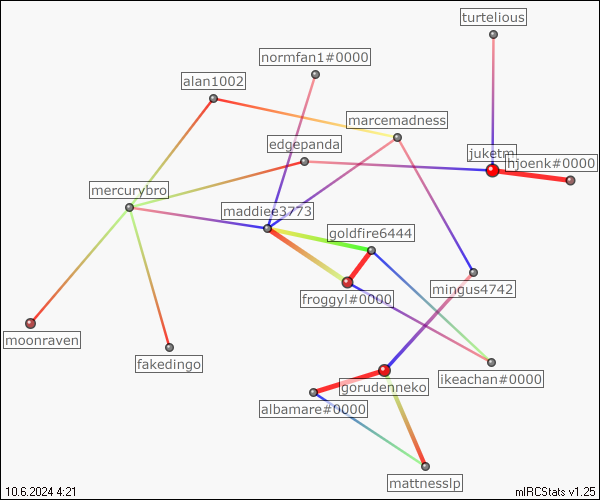 turtelious
normfan1#0000
alan1002
marcemadness
edgepanda
juketm
hjoenk#0000
mercurybro
maddiee3773
goldfire6444
mingus4742
froggyl#0000
moonraven
fakedingo
ikeachan#0000
gorudenneko
albamare#0000
mattnesslp
10.6.2024 4:21
mIRCStats v1.25